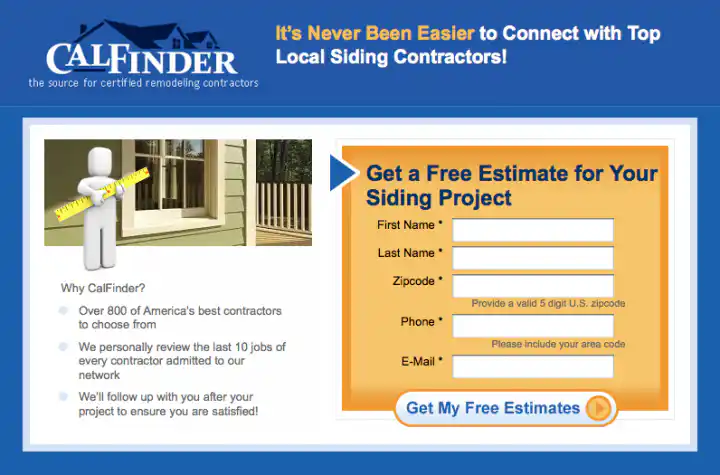 CALFINDER
the source for certified remodeling contractors
It's Never Been Easier to Connect with Top
Local Siding Contractors!
Why CalFinder?
Over 800 of America's best contractors
to choose from
We personally review the last 10 jobs of
every contractor admitted to our
network
We'll follow up with you after your
project to ensure you are satisfied!
Get a Free Estimate for Your
Siding Project
First Name *
Last Name *
Zipcode *
Provide a valid 5 digit U.S. zipcode
Phone *
Please include your area code
E-Mail *
Get My Free Estimates